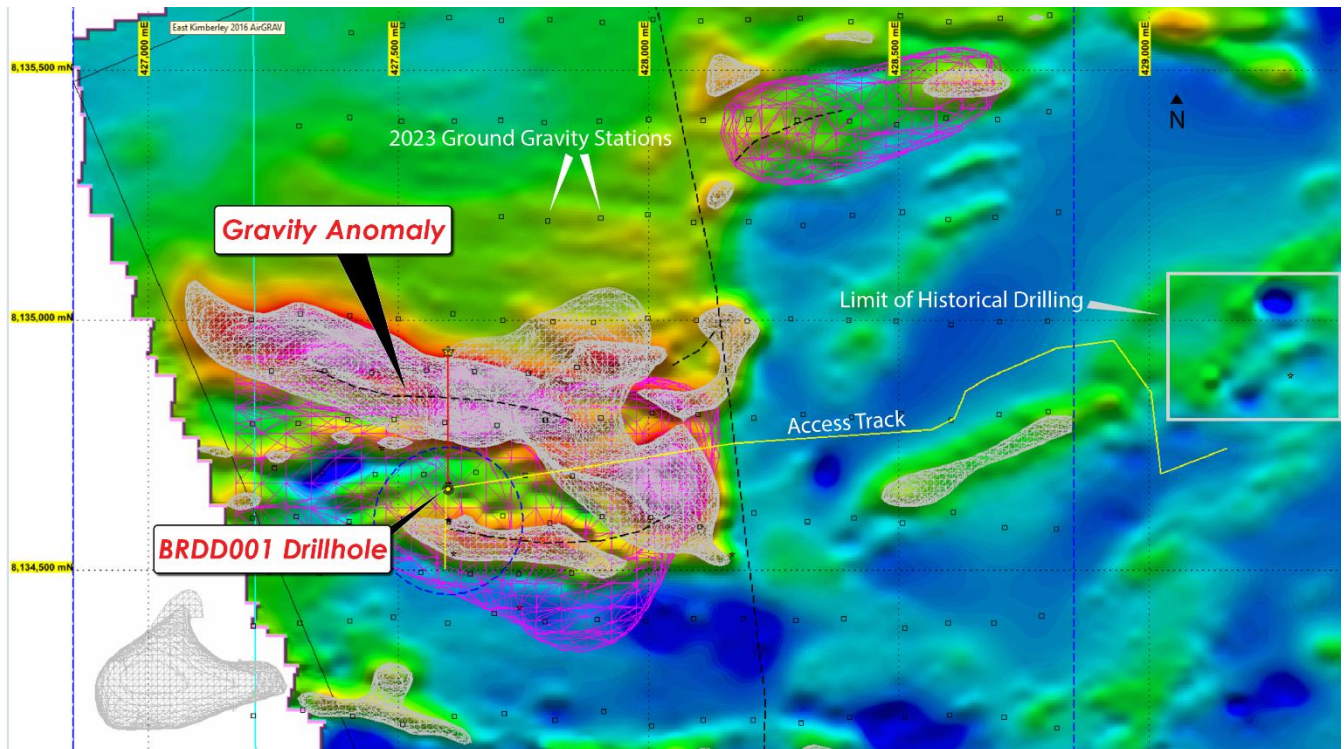 East Kimberley 2016 AirGRAV
427,000 mE
427,500 mE
428,000 mE
428,500 mE
429,000 mE
8,135,500 mN
N
2023 Ground Gravity Stations
Gravity Anomaly
Limit of Historical Drilling
8,135,000 mN
Access Track
BRDD001 Drillhole
8,134,500 mN